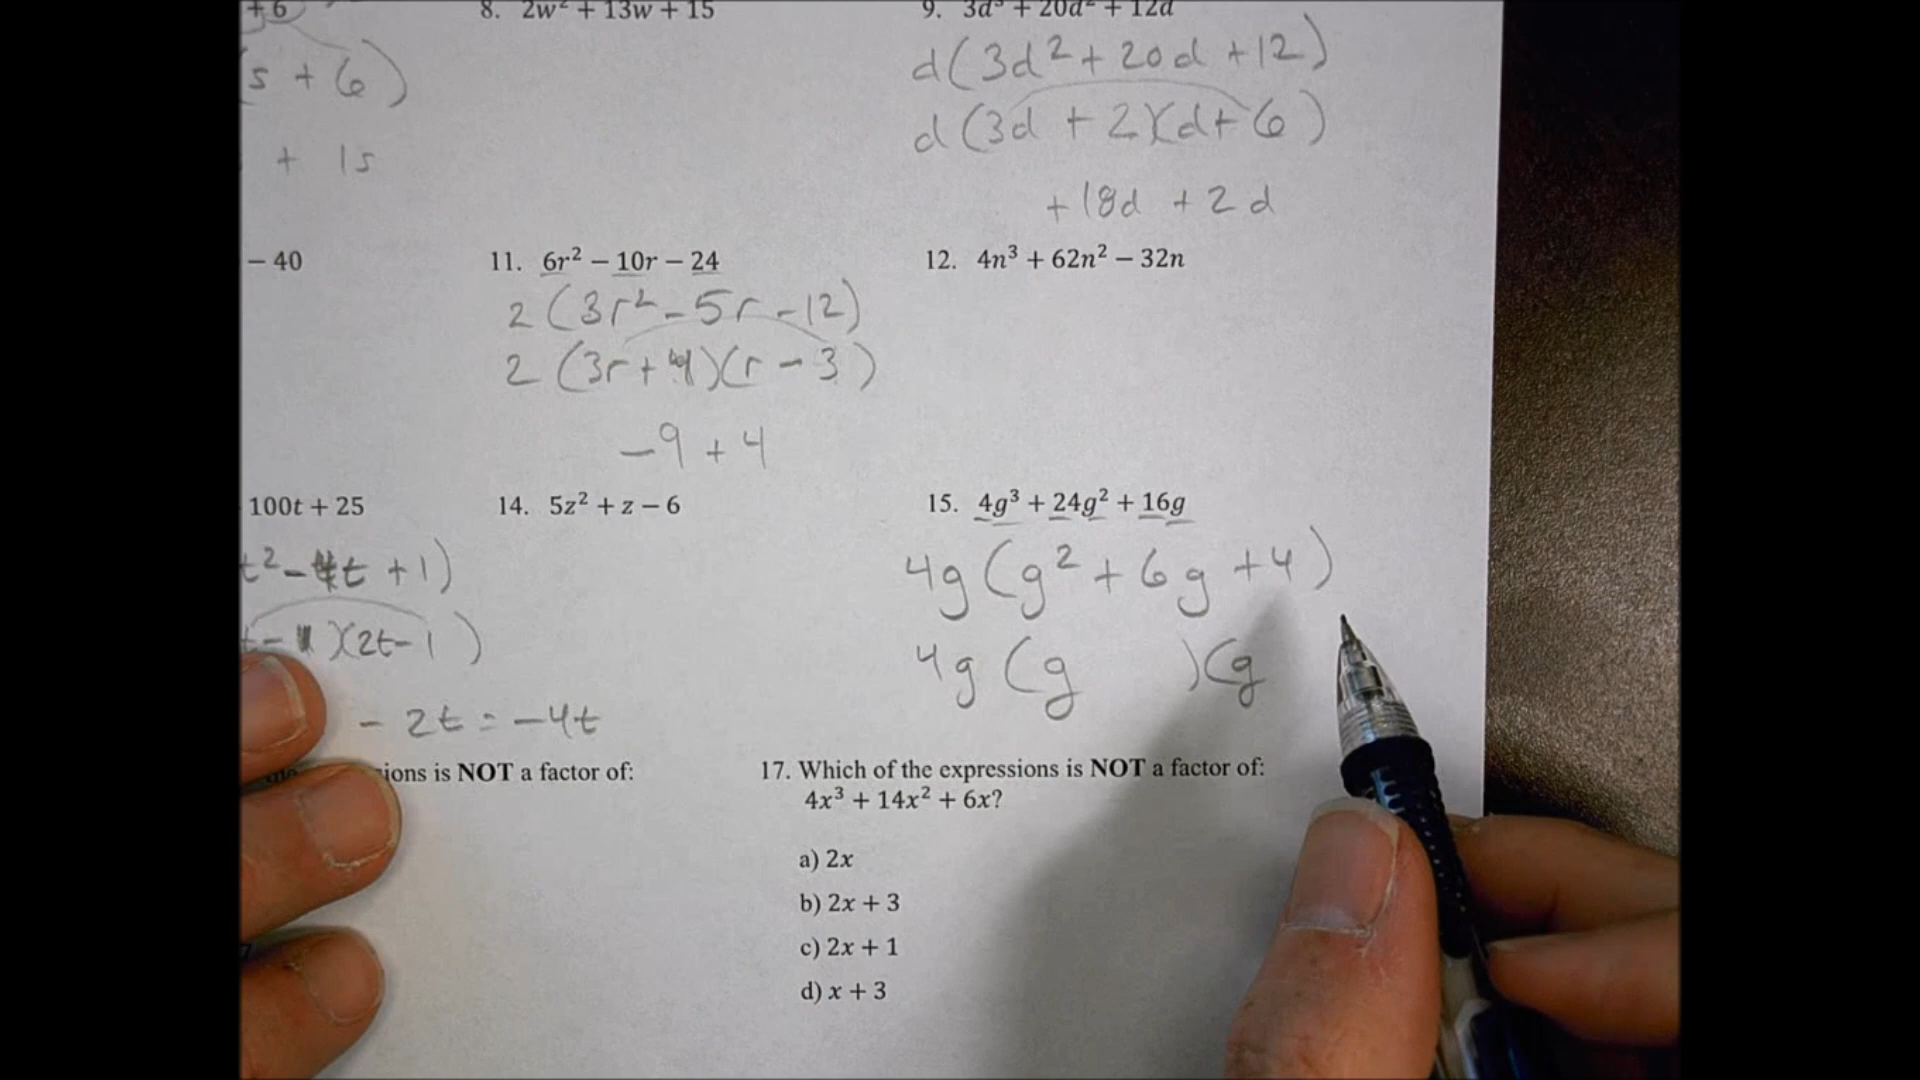 + 6
8. 2w² + 13w + 15
9. 3d³ + 20d² + 12d
(s + 6)
+ 1s
d(3d² + 20d + 12)
d(3d + 2)(d + 6)
+18d + 2d
– 40
11. 6r² – 10r – 24
2(3r² – 5r – 12)
2(3r + 4)(r – 3)
–9 + 4
12. 4n³ + 62n² – 32n
100t + 25
t² – 4t + 1)
t – 1)(2t – 1)
– 2t = –4t
14. 5z² + z – 6
15. 4g³ + 24g² + 16g
4g(g² + 6g + 4)
4g(g )(g
ions is NOT a factor of:
17. Which of the expressions is NOT a factor of:
4x³ + 14x² + 6x?
a) 2x
b) 2x + 3
c) 2x + 1
d) x + 3